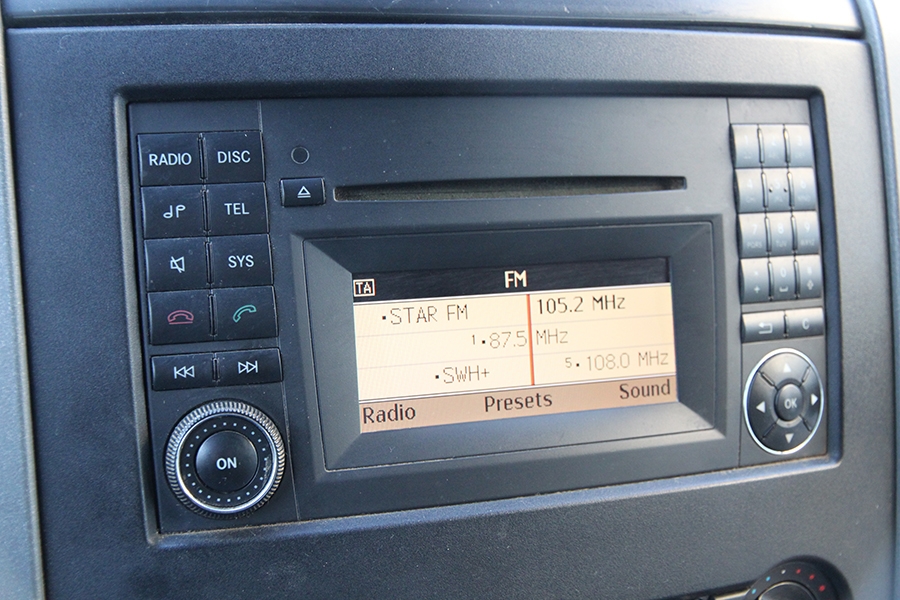 RADIO DISC
TEL
SYS
ON
TA FM
•STAR FM 105.2 MHz
1•87.5 MHz
•SWH+ 5•108.0 MHz
Radio Presets Sound
C
OK